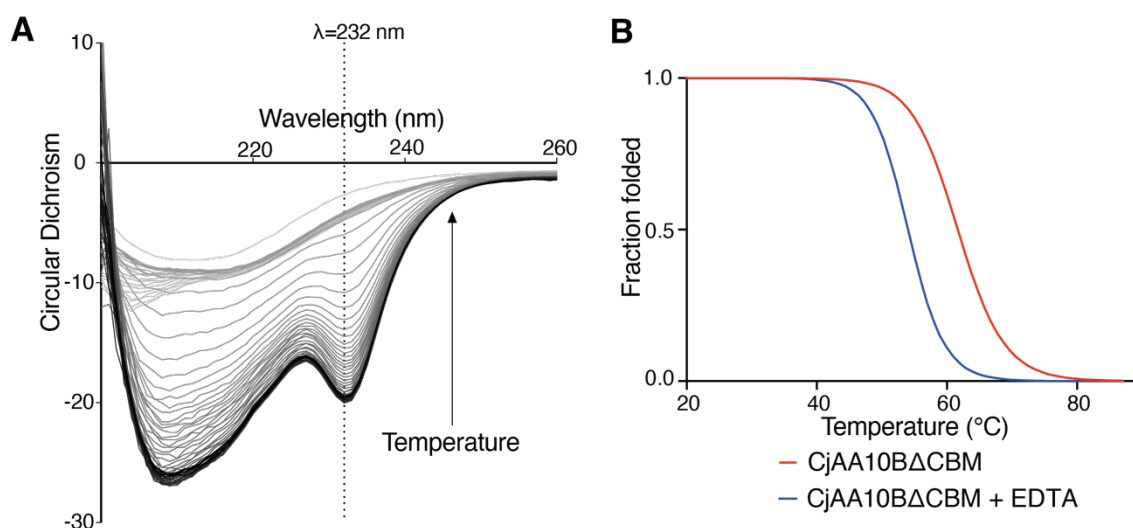 A
λ=232 nm
10
Wavelength (nm)
220
240
260
0
Circular Dichroism
-10
-20
-30
Temperature
B
1.0
Fraction folded
0.5
0.0
20
40
60
80
Temperature (°C)
CjAA10BΔCBM
CjAA10BΔCBM + EDTA